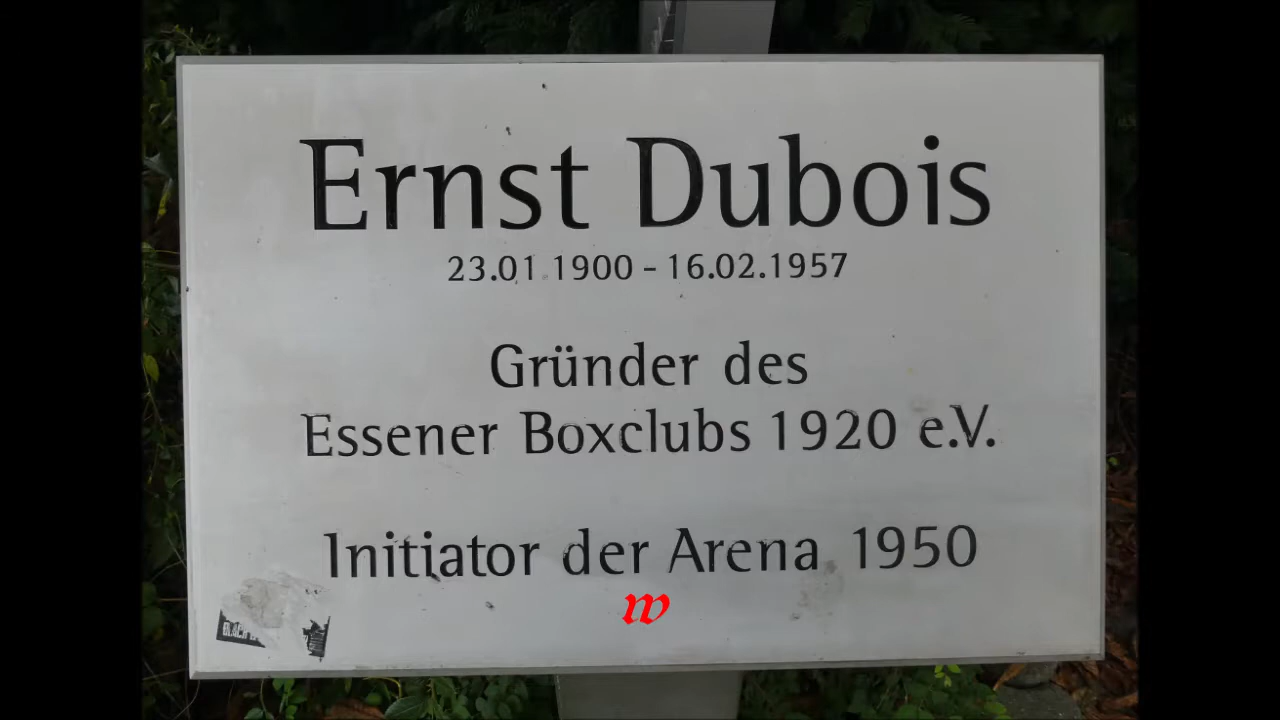 Ernst Dubois
23.01.1900 - 16.02.1957
Gründer des
Essener Boxclubs 1920 e.V.
Initiator der Arena 1950
w